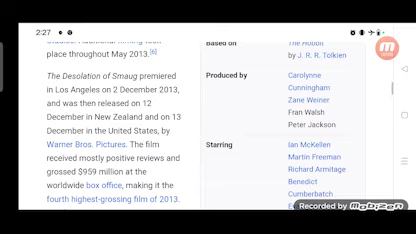 2:27
place throughout May 2013.[6]
The Desolation of Smaug premiered
in Los Angeles on 2 December 2013,
and was then released on 12
December in New Zealand and on 13
December in the United States, by
Warner Bros. Pictures. The film
received mostly positive reviews and
grossed $959 million at the
worldwide box office, making it the
fourth highest-grossing film of 2013.
Based on
The Hobbit
by J. R. R. Tolkien
Produced by
Carolynne
Cunningham
Zane Weiner
Fran Walsh
Peter Jackson
Starring
Ian McKellen
Martin Freeman
Richard Armitage
Benedict
Cumberbatch
Recorded by
Mobizen